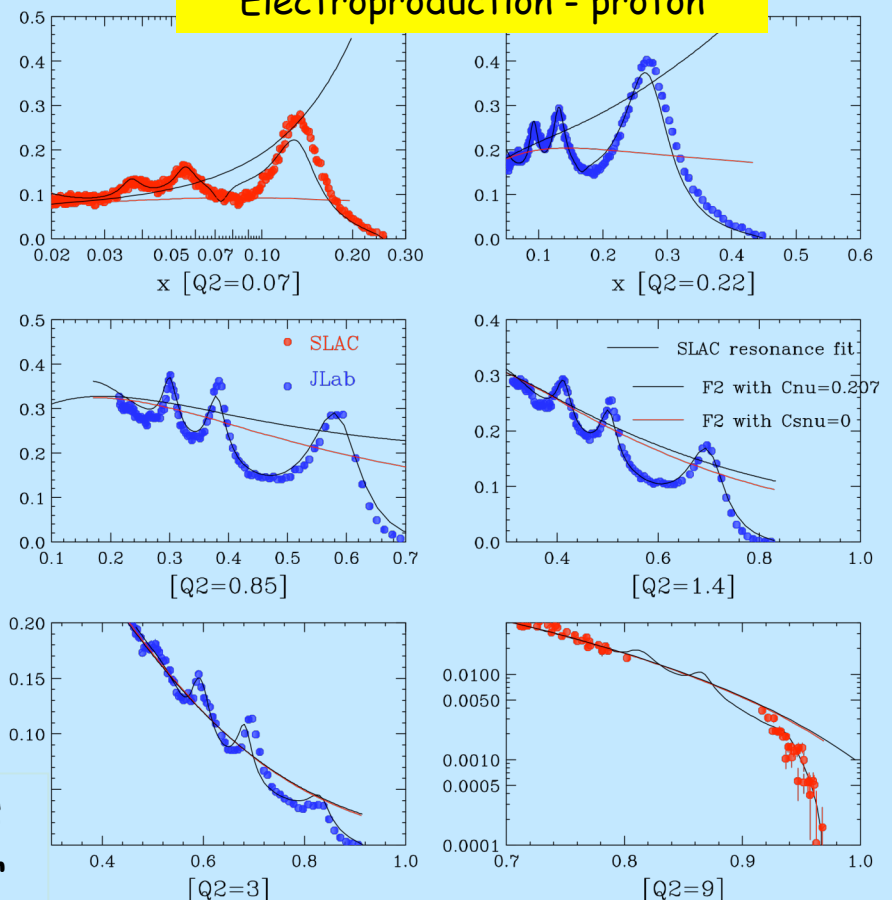 Electroproduction - proton
0.5
0.4
0.3
0.2
0.1
0.0
0.02 0.03 0.05 0.07 0.10 0.20 0.30
x [Q2=0.07]
0.5
0.4
0.3
0.2
0.1
0.0
0.1 0.2 0.3 0.4 0.5 0.6
x [Q2=0.22]
0.5
0.4
0.3
0.2
0.1
0.0
SLAC
JLab
0.1 0.2 0.3 0.4 0.5 0.6 0.7
[Q2=0.85]
0.4
0.3
0.2
0.1
0.0
SLAC resonance fit
F2 with Cnu=0.207
F2 with Csnu=0
0.4 0.6 0.8 1.0
[Q2=1.4]
0.20
0.15
0.10
0.4 0.6 0.8 1.0
[Q2=3]
0.0100
0.0050
0.0010
0.0005
0.0001
0.7 0.8 0.9 1.0
[Q2=9]